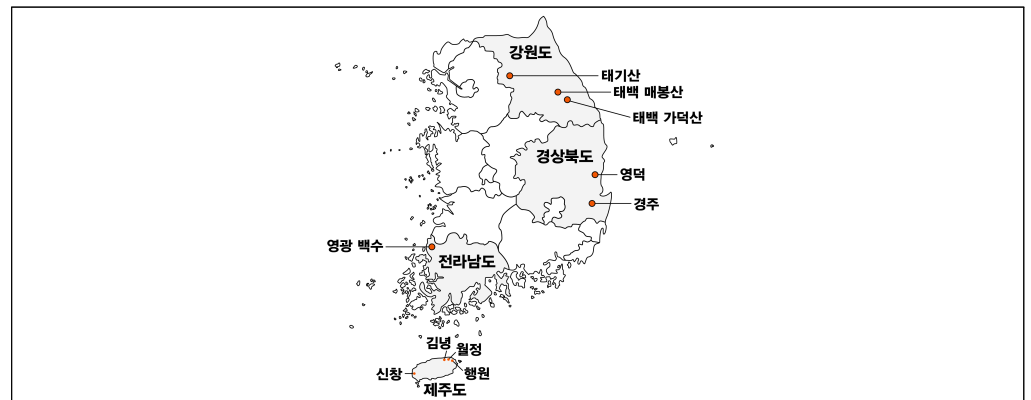 강원도
태기산
태백 매봉산
태백 가덕산
경상북도
영덕
경주
영광 백수
전라남도
김녕
월정
신창
행원
제주도